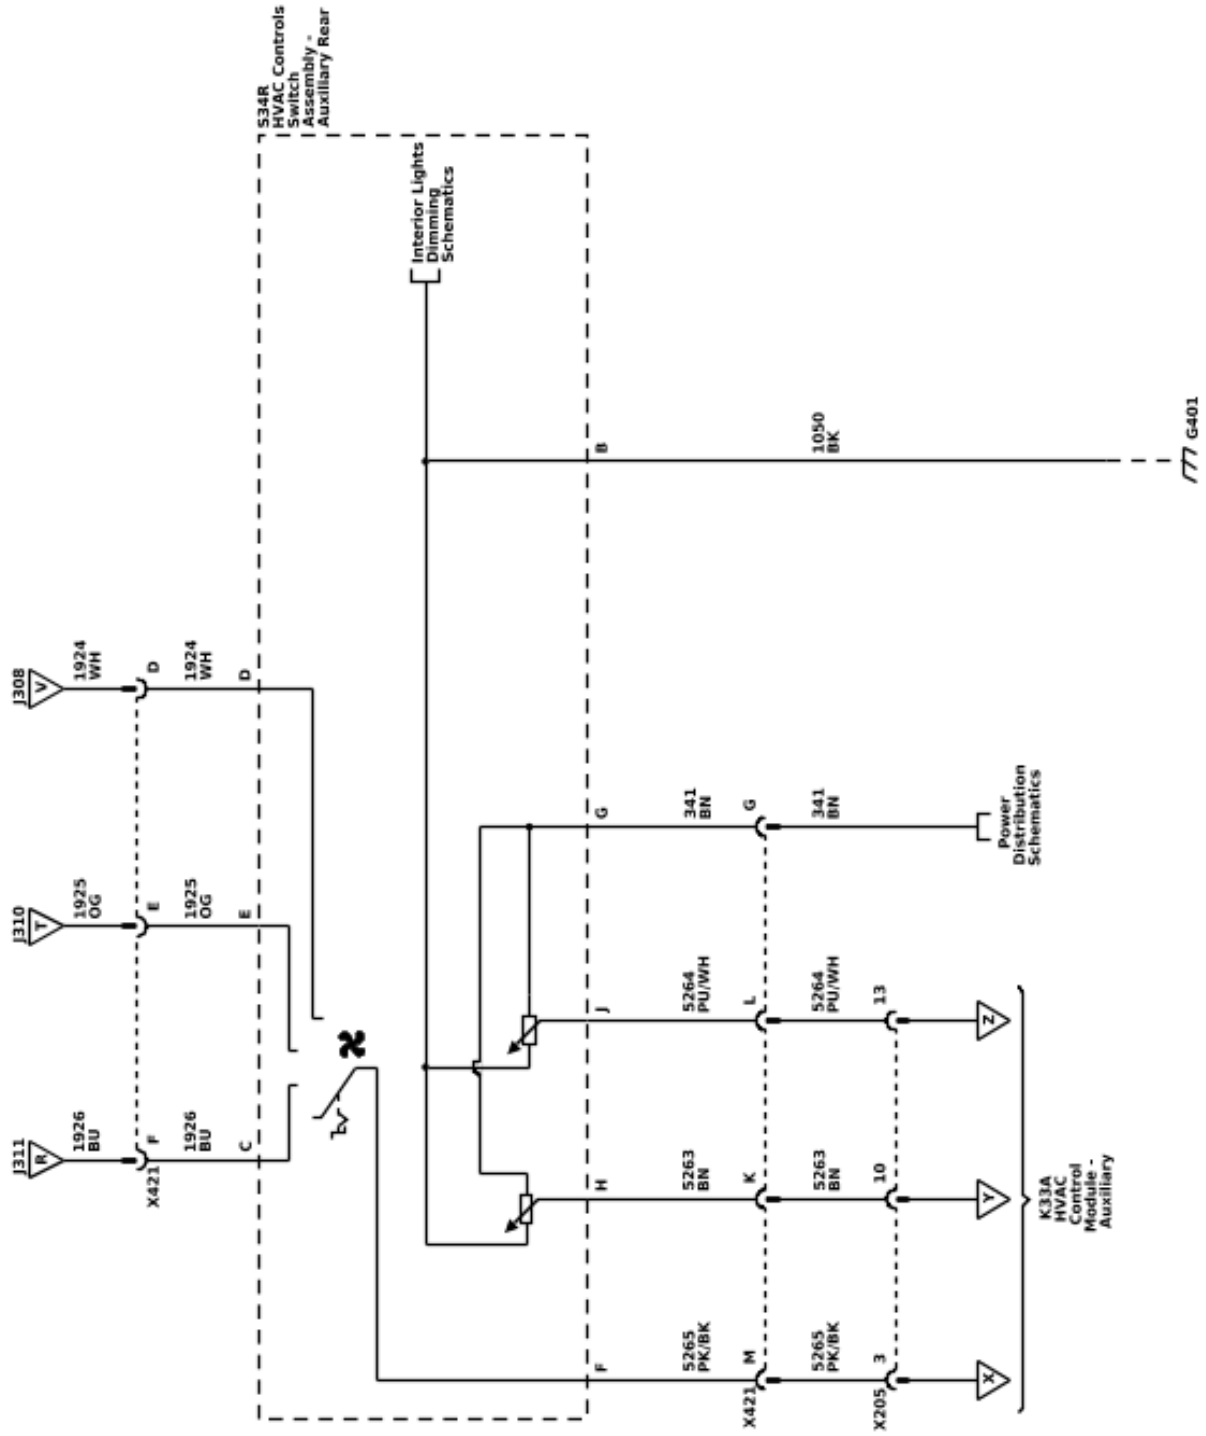 S34R
HVAC Controls
Switch
Assembly -
Auxiliary Rear
J311
R
1926
BU
F
X421
1926
BU
C
J310
T
1925
OG
E
1925
OG
E
J308
V
1924
WH
D
1924
WH
D
Interior Lights
Dimming
Schematics
F
5265
PK/BK
M
X421
5265
PK/BK
3
X205
X
H
5263
BN
K
5263
BN
10
Y
J
5264
PU/WH
L
5264
PU/WH
13
Z
K33A
HVAC
Control
Module -
Auxiliary
G
341
BN
G
341
BN
Power
Distribution
Schematics
B
1050
BK
G401